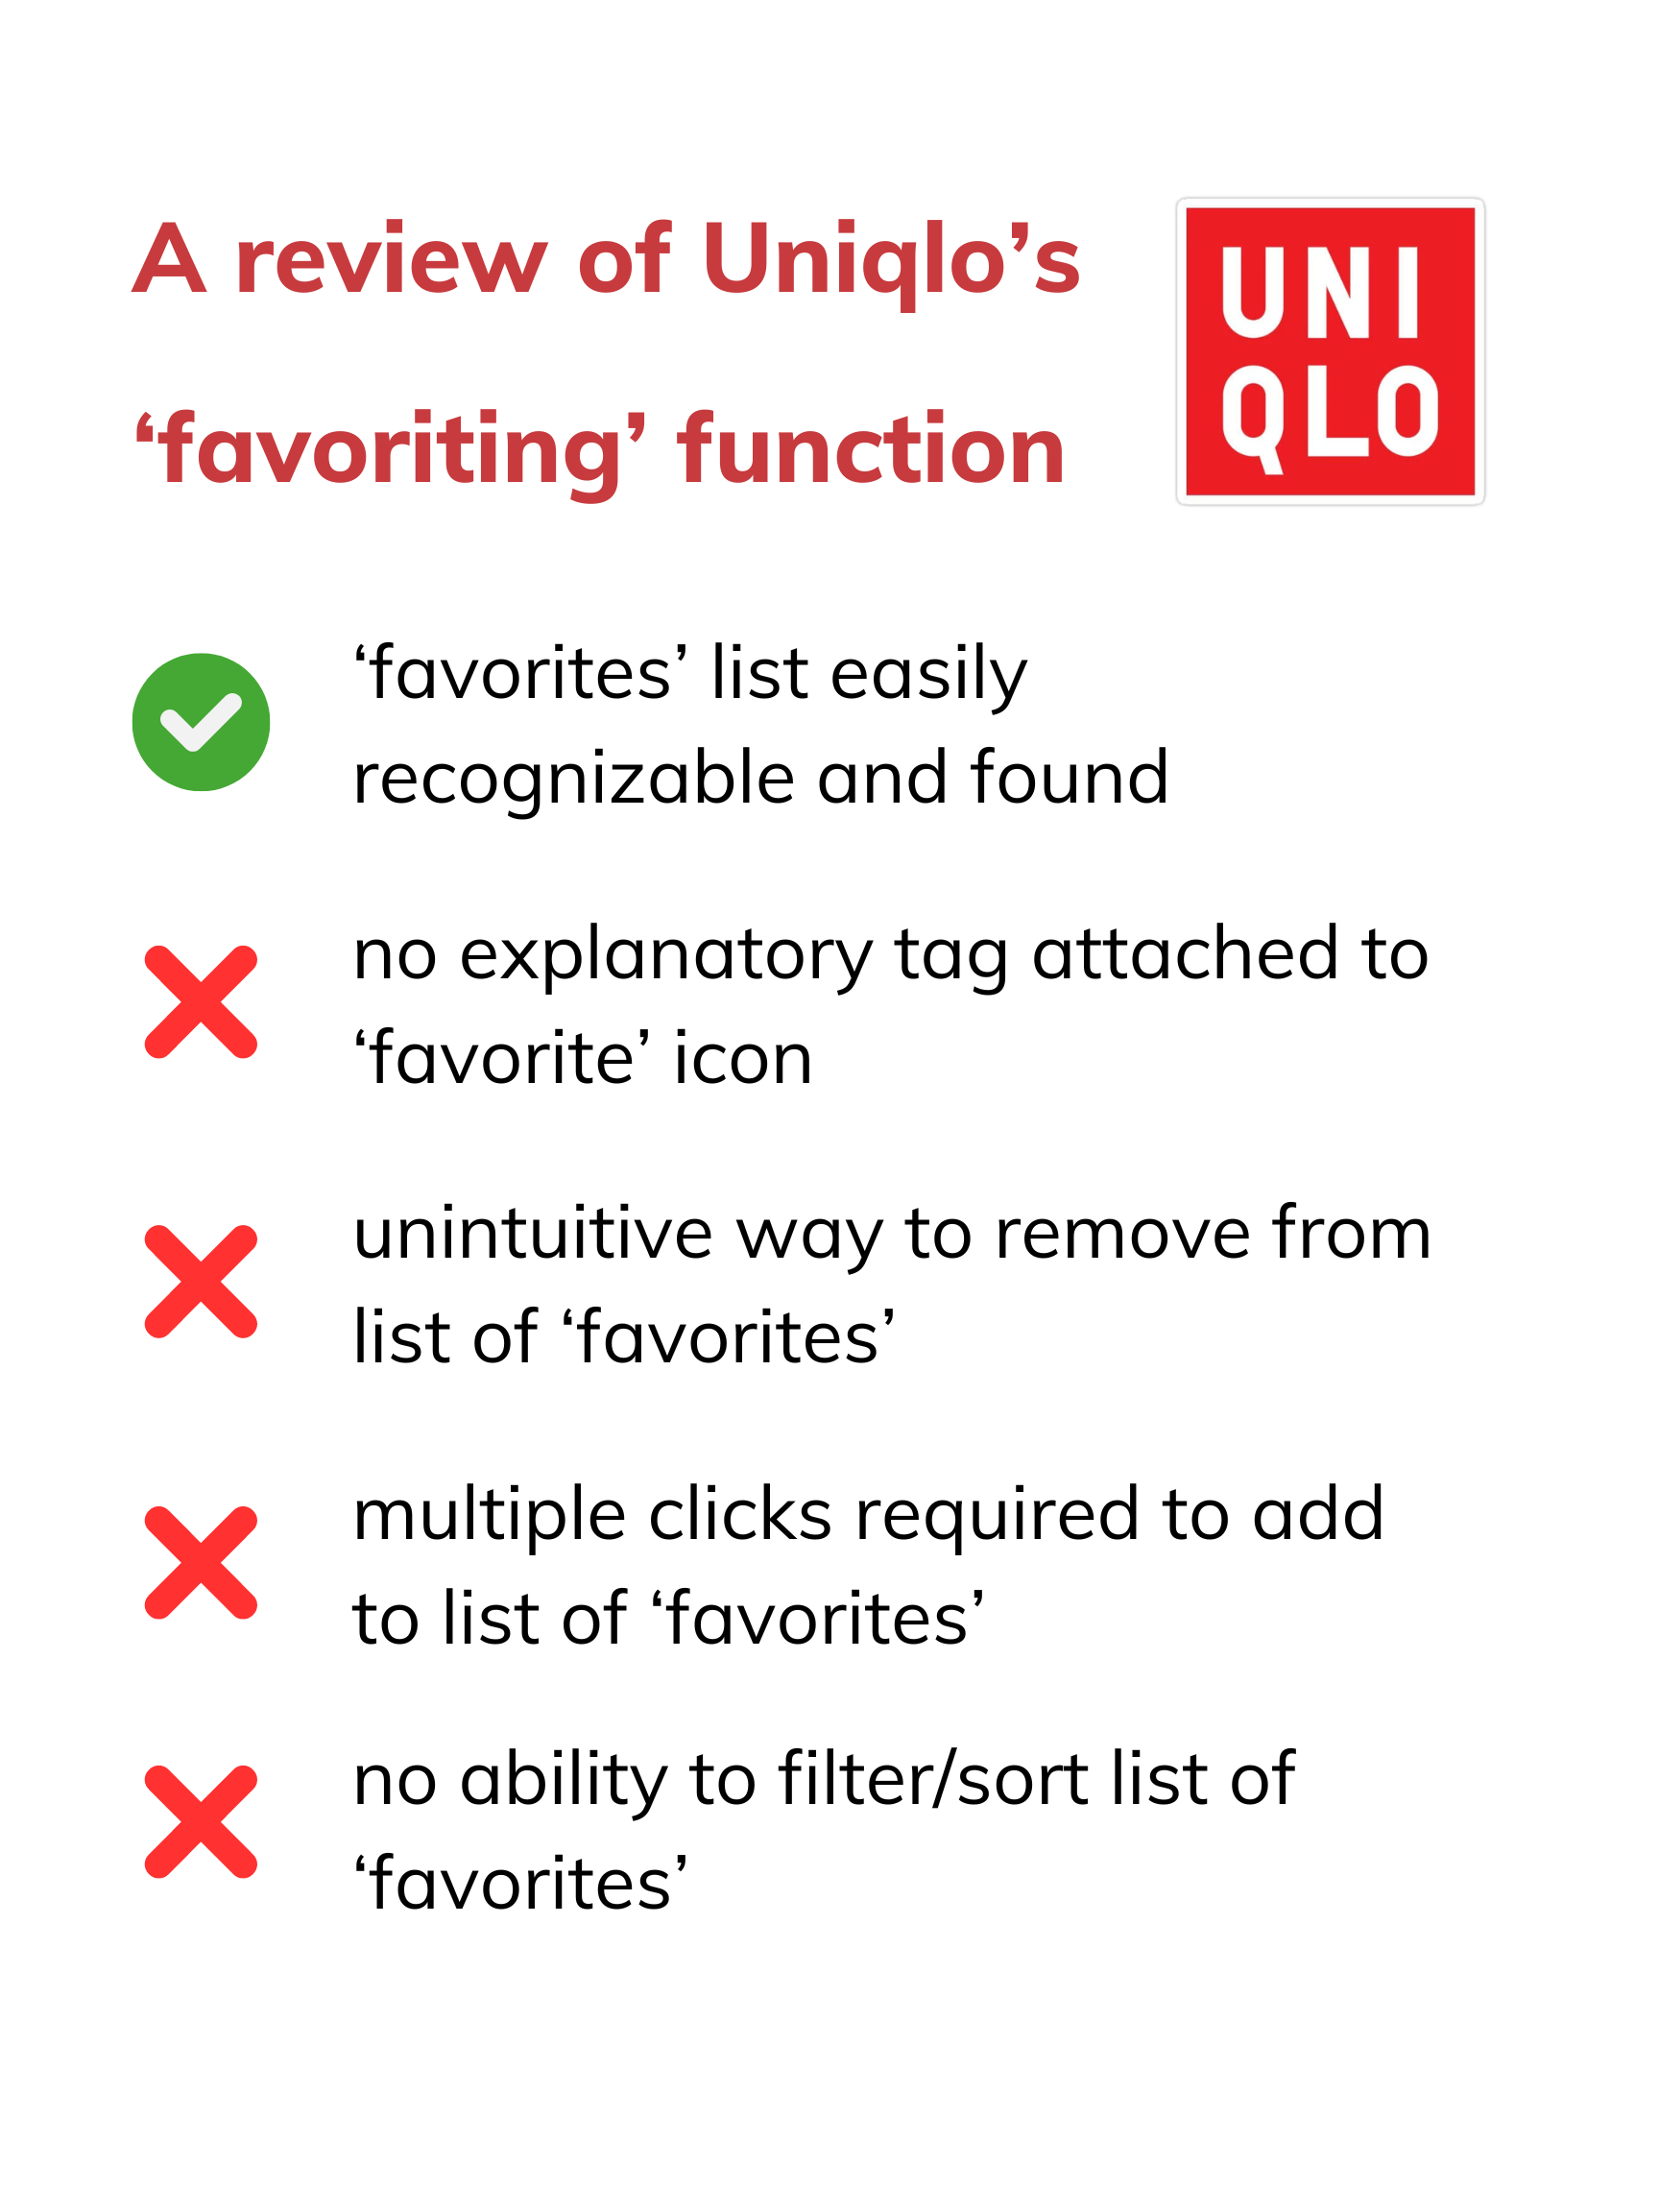 A review of Uniqlo’s
‘favoriting’ function
UNI
QLO
‘favorites’ list easily
recognizable and found
no explanatory tag attached to
‘favorite’ icon
unintuitive way to remove from
list of ‘favorites’
multiple clicks required to add
to list of ‘favorites’
no ability to filter/sort list of
‘favorites’